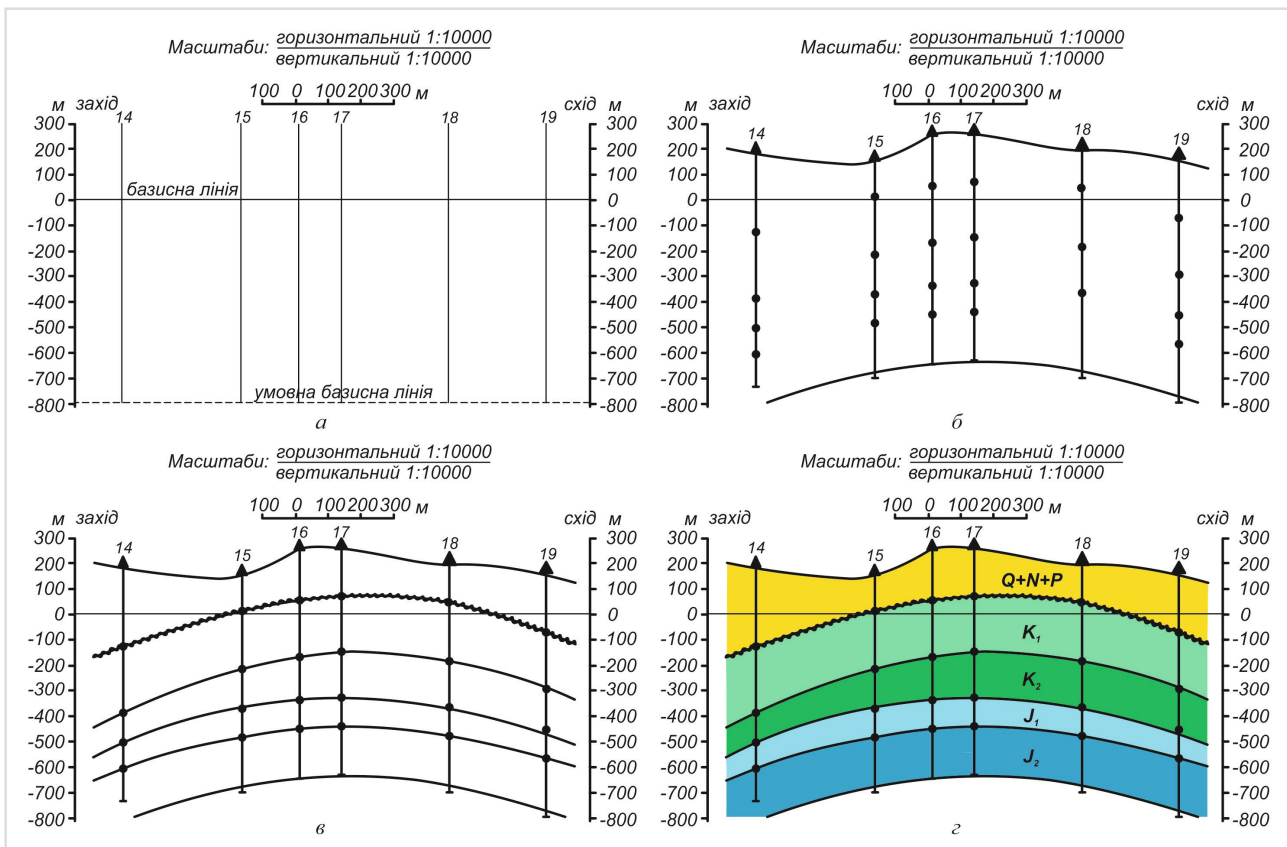 Масштаби: горизонтальний 1:10000
вертикальний 1:10000
100 0 100 200 300 м
м захід схід м
14 15 16 17 18 19
300 300
200 200
100 100
базисна лінія
0 0
-100 -100
-200 -200
-300 -300
-400 -400
-500 -500
-600 -600
-700 -700
умовна базисна лінія
-800 -800
а
Масштаби: горизонтальний 1:10000
вертикальний 1:10000
100 0 100 200 300 м
м захід схід м
14 15 16 17 18 19
300 300
200 200
100 100
0 0
-100 -100
-200 -200
-300 -300
-400 -400
-500 -500
-600 -600
-700 -700
-800 -800
б
Масштаби: горизонтальний 1:10000
вертикальний 1:10000
100 0 100 200 300 м
м захід схід м
14 15 16 17 18 19
300 300
200 200
100 100
0 0
-100 -100
-200 -200
-300 -300
-400 -400
-500 -500
-600 -600
-700 -700
-800 -800
в
Масштаби: горизонтальний 1:10000
вертикальний 1:10000
100 0 100 200 300 м
м захід схід м
14 15 16 17 18 19
300 300
200 200
100 Q+N+P 100
0 0
-100 K₁ -100
-200 -200
-300 K₂ -300
-400 J₁ -400
-500 -500
-600 J₂ -600
-700 -700
-800 -800
г